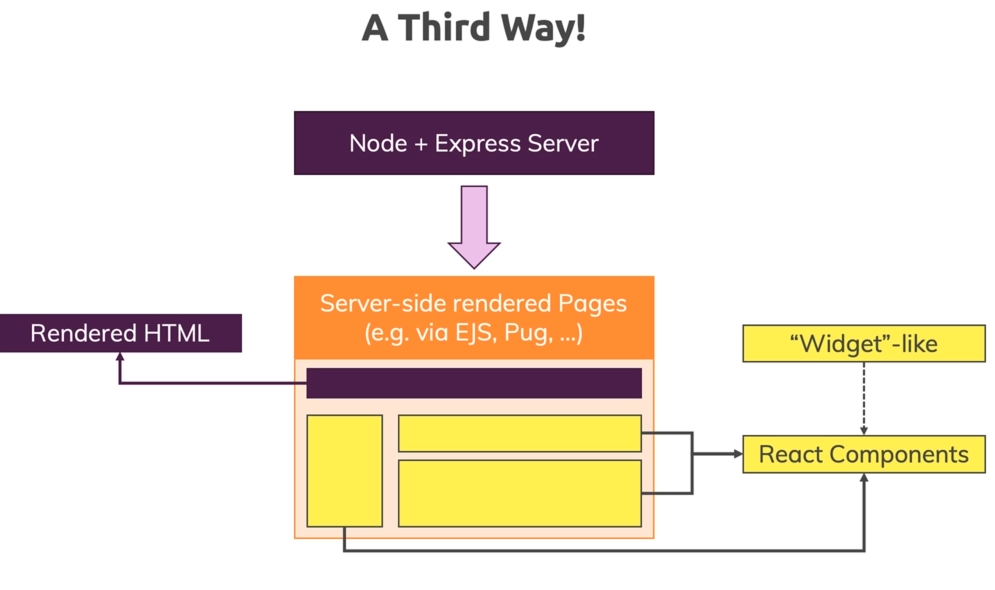 A Third Way!
Node + Express Server
Server-side rendered Pages
(e.g. via EJS, Pug, ...)
Rendered HTML
“Widget”-like
React Components